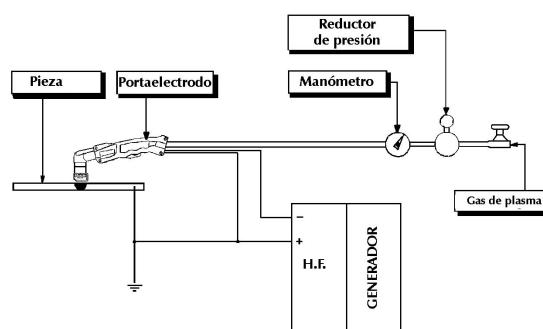 Reductor
de presión
Pieza
Portaelectrodo
Manómetro
Gas de plasma
−
+
H.F.
GENERADOR